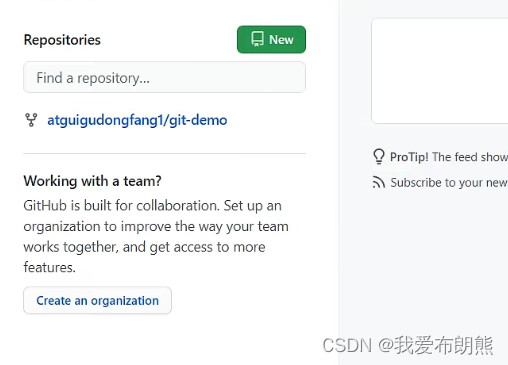 Repositories
New
Find a repository...
atguigudongfang1/git-demo
Working with a team?
GitHub is built for collaboration. Set up an
organization to improve the way your team
works together, and get access to more
features.
Create an organization
ProTip! The feed show
Subscribe to your new
CSDN @我爱布朗熊